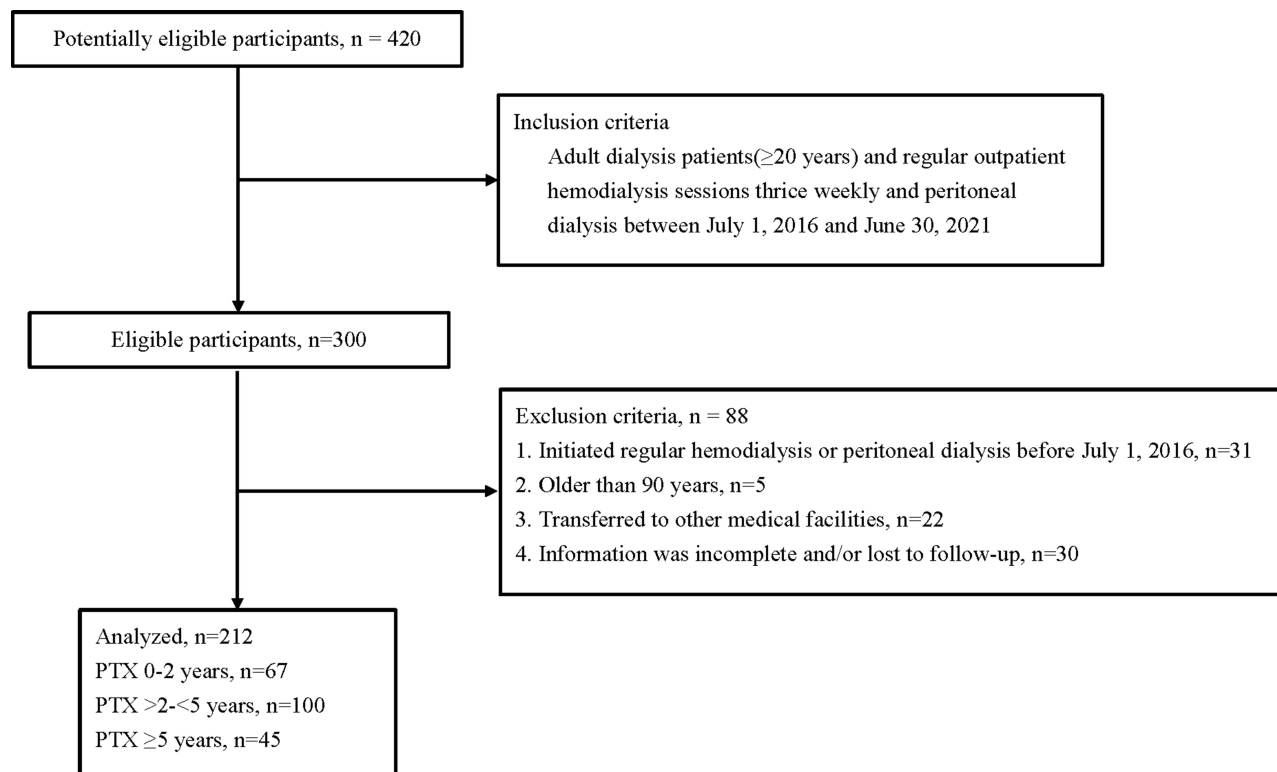 Potentially eligible participants, n = 420
Inclusion criteria
Adult dialysis patients(≥20 years) and regular outpatient
hemodialysis sessions thrice weekly and peritoneal
dialysis between July 1, 2016 and June 30, 2021
Eligible participants, n=300
Exclusion criteria, n = 88
1. Initiated regular hemodialysis or peritoneal dialysis before July 1, 2016, n=31
2. Older than 90 years, n=5
3. Transferred to other medical facilities, n=22
4. Information was incomplete and/or lost to follow-up, n=30
Analyzed, n=212
PTX 0-2 years, n=67
PTX >2-<5 years, n=100
PTX ≥5 years, n=45